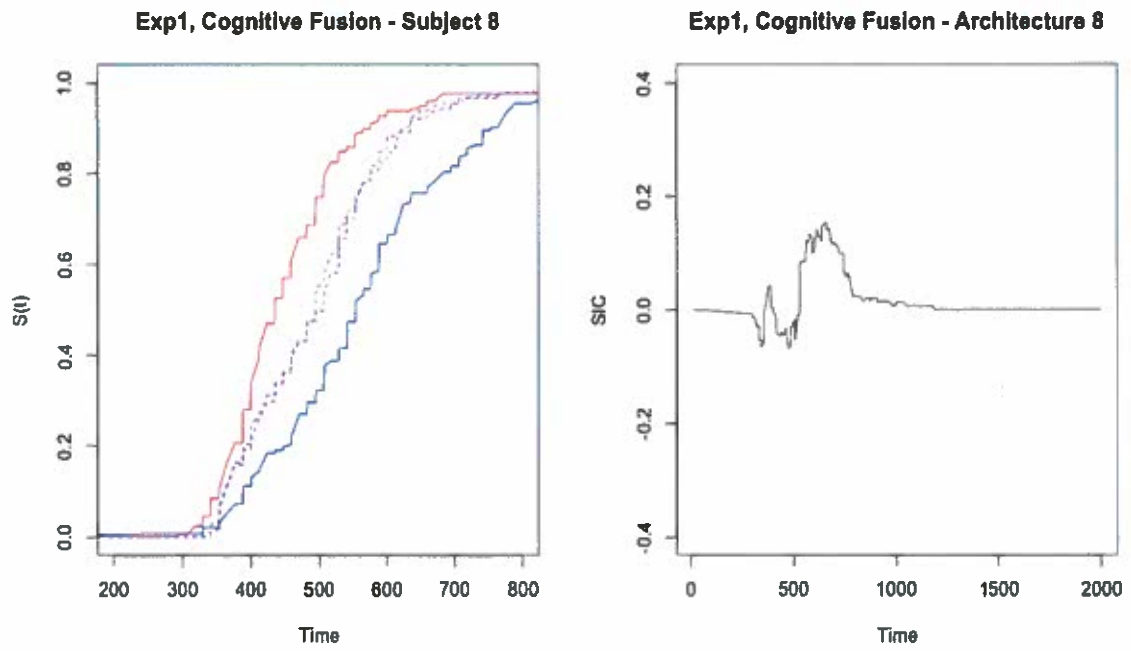 Exp1, Cognitive Fusion - Subject 8
S(t)
1.0
0.8
0.6
0.4
0.2
0.0
200 300 400 500 600 700 800
Time
Exp1, Cognitive Fusion - Architecture 8
SIC
0.4
0.2
0.0
-0.2
-0.4
0 500 1000 1500 2000
Time